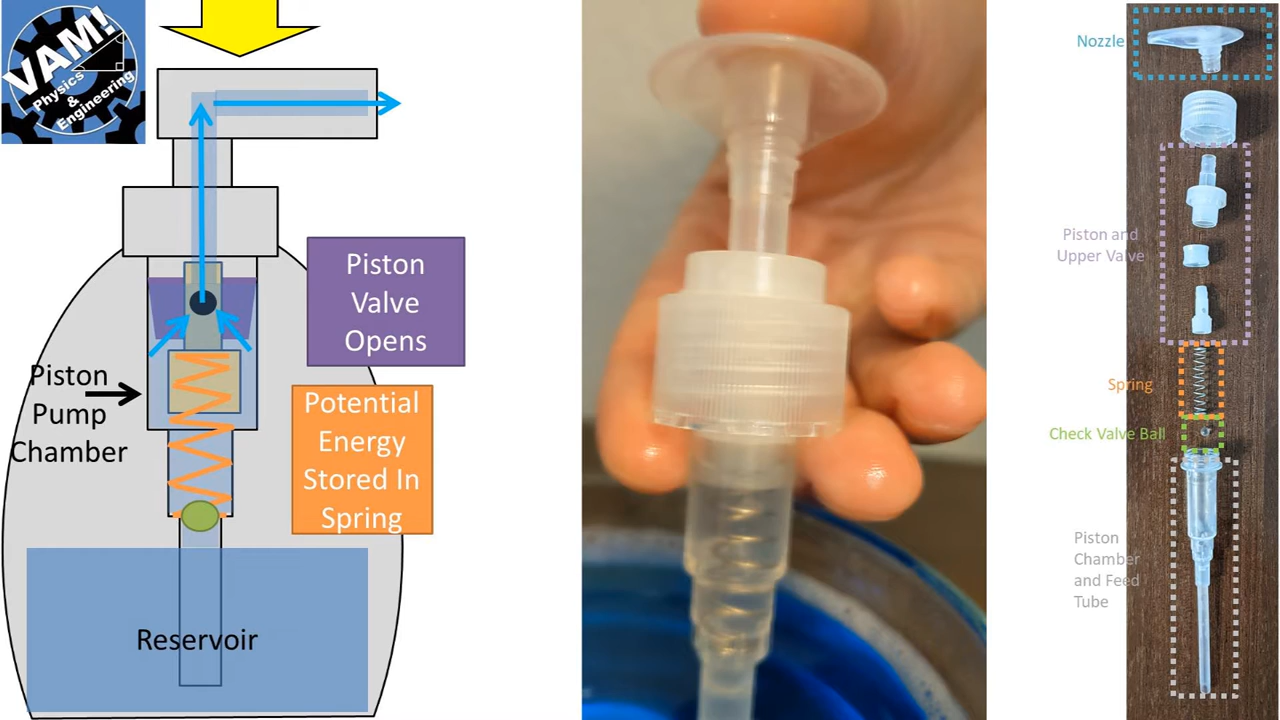 VAM!
Physics
&
Engineering
Piston
Valve
Opens
Piston
Pump
Chamber
Potential
Energy
Stored In
Spring
Reservoir
Nozzle
Piston and
Upper Valve
Spring
Check Valve Ball
Piston
Chamber
and Feed
Tube